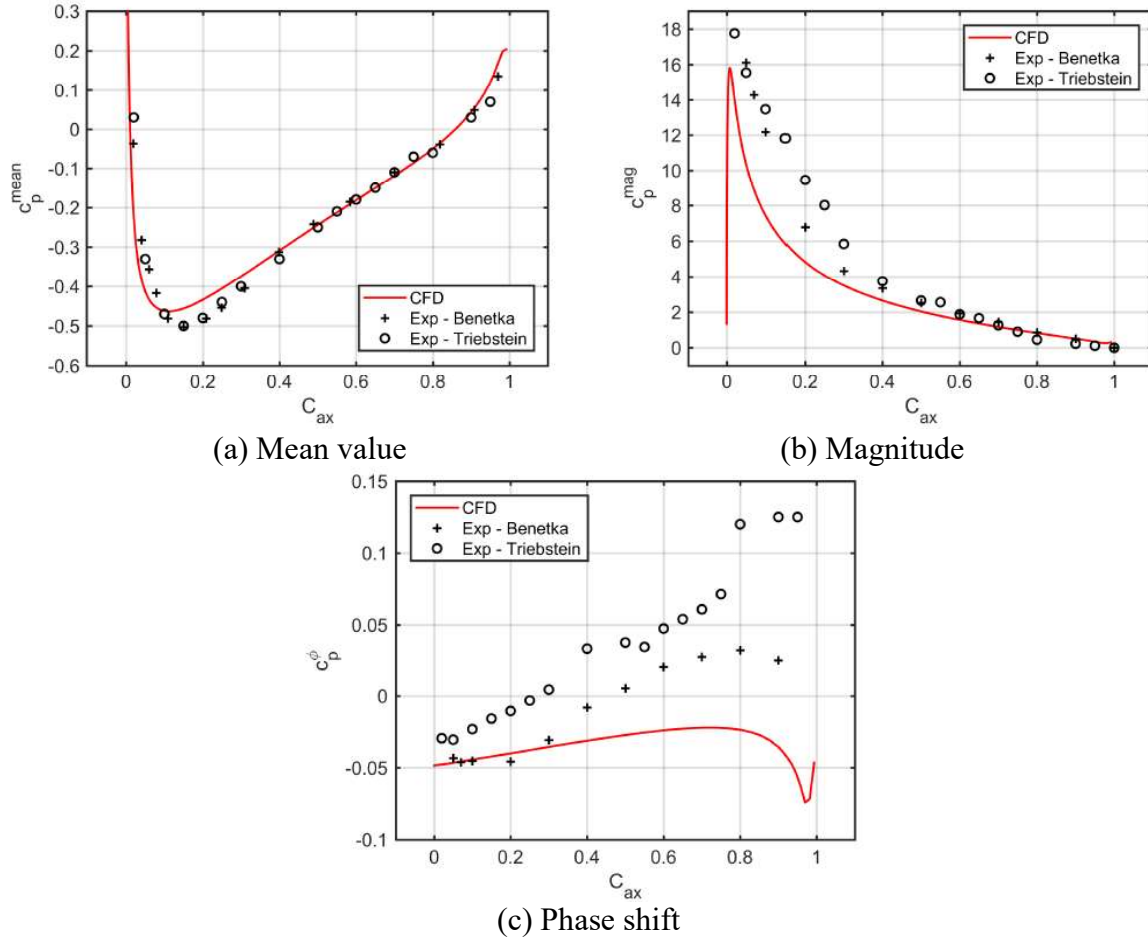 0.3
0.2
0.1
0
-0.1
-0.2
-0.3
-0.4
-0.5
-0.6
c_p^mean
0 0.2 0.4 0.6 0.8 1
C_ax
CFD
Exp - Benetka
Exp - Triebstein
(a) Mean value
18
16
14
12
10
8
6
4
2
0
c_p^mag
0 0.2 0.4 0.6 0.8 1
C_ax
CFD
Exp - Benetka
Exp - Triebstein
(b) Magnitude
0.15
0.1
0.05
0
-0.05
-0.1
c_p^ϕ
0 0.2 0.4 0.6 0.8 1
C_ax
CFD
Exp - Benetka
Exp - Triebstein
(c) Phase shift